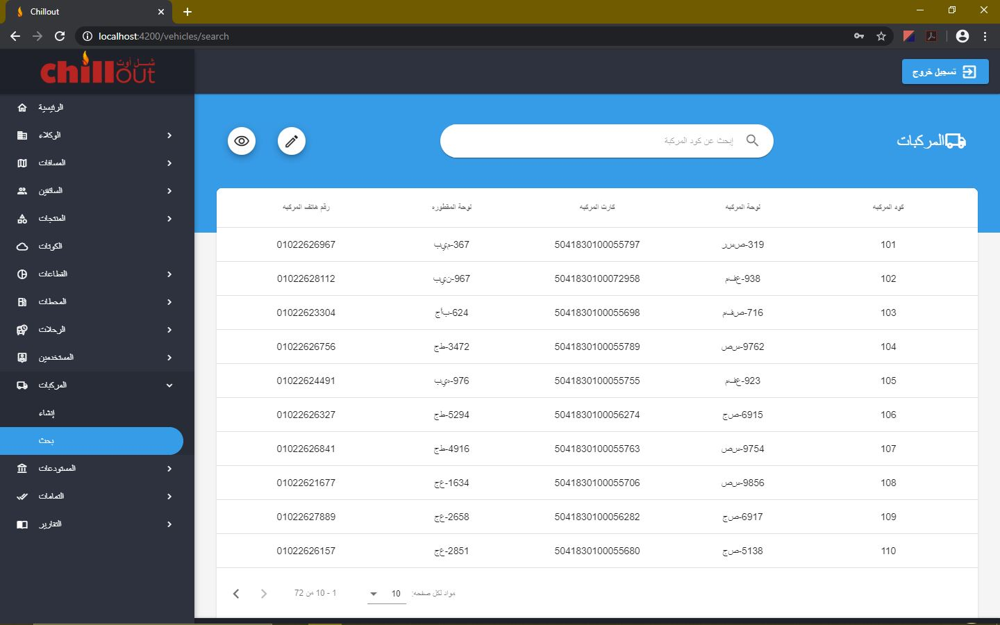 Chillout
localhost:4200/vehicles/search
شل أوت
chillout
تسجيل خروج
الرئيسية
الوكلاء
المسافات
السائقين
المنتجات
الكوتات
القطاعات
المحطات
الرحلات
المستخدمين
المركبات
إنشاء
بحث
المستودعات
التمامات
التقارير
المركبات
إبحث عن كود المركبة
كود المركبه لوحة المركبه كارت المركبه لوحة المقطوره رقم هاتف المركبه
101 319-صسر 5041830100055797 367-ميب 01022626967
102 938-عفم 5041830100072958 967-نيب 01022628112
103 716-صفم 5041830100055698 624-بأج 01022623304
104 9762-سص 5041830100055789 3472-طج 01022626756
105 923-عفم 5041830100055755 976-هيب 01022624491
106 6915-صج 5041830100056274 5294-طج 01022626327
107 9754-سص 5041830100055763 4916-طج 01022626841
108 9856-سص 5041830100055706 1634-عج 01022621677
109 6917-صج 5041830100056282 2658-عج 01022627889
110 5138-صج 5041830100055680 2851-عج 01022626157
مواد لكل صفحه: 10 1 - 10 من 72